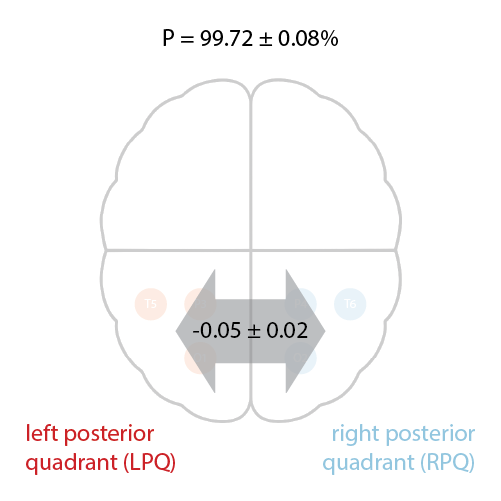 P = 99.72 ± 0.08%
T5
T6
-0.05 ± 0.02
left posterior
quadrant (LPQ)
right posterior
quadrant (RPQ)